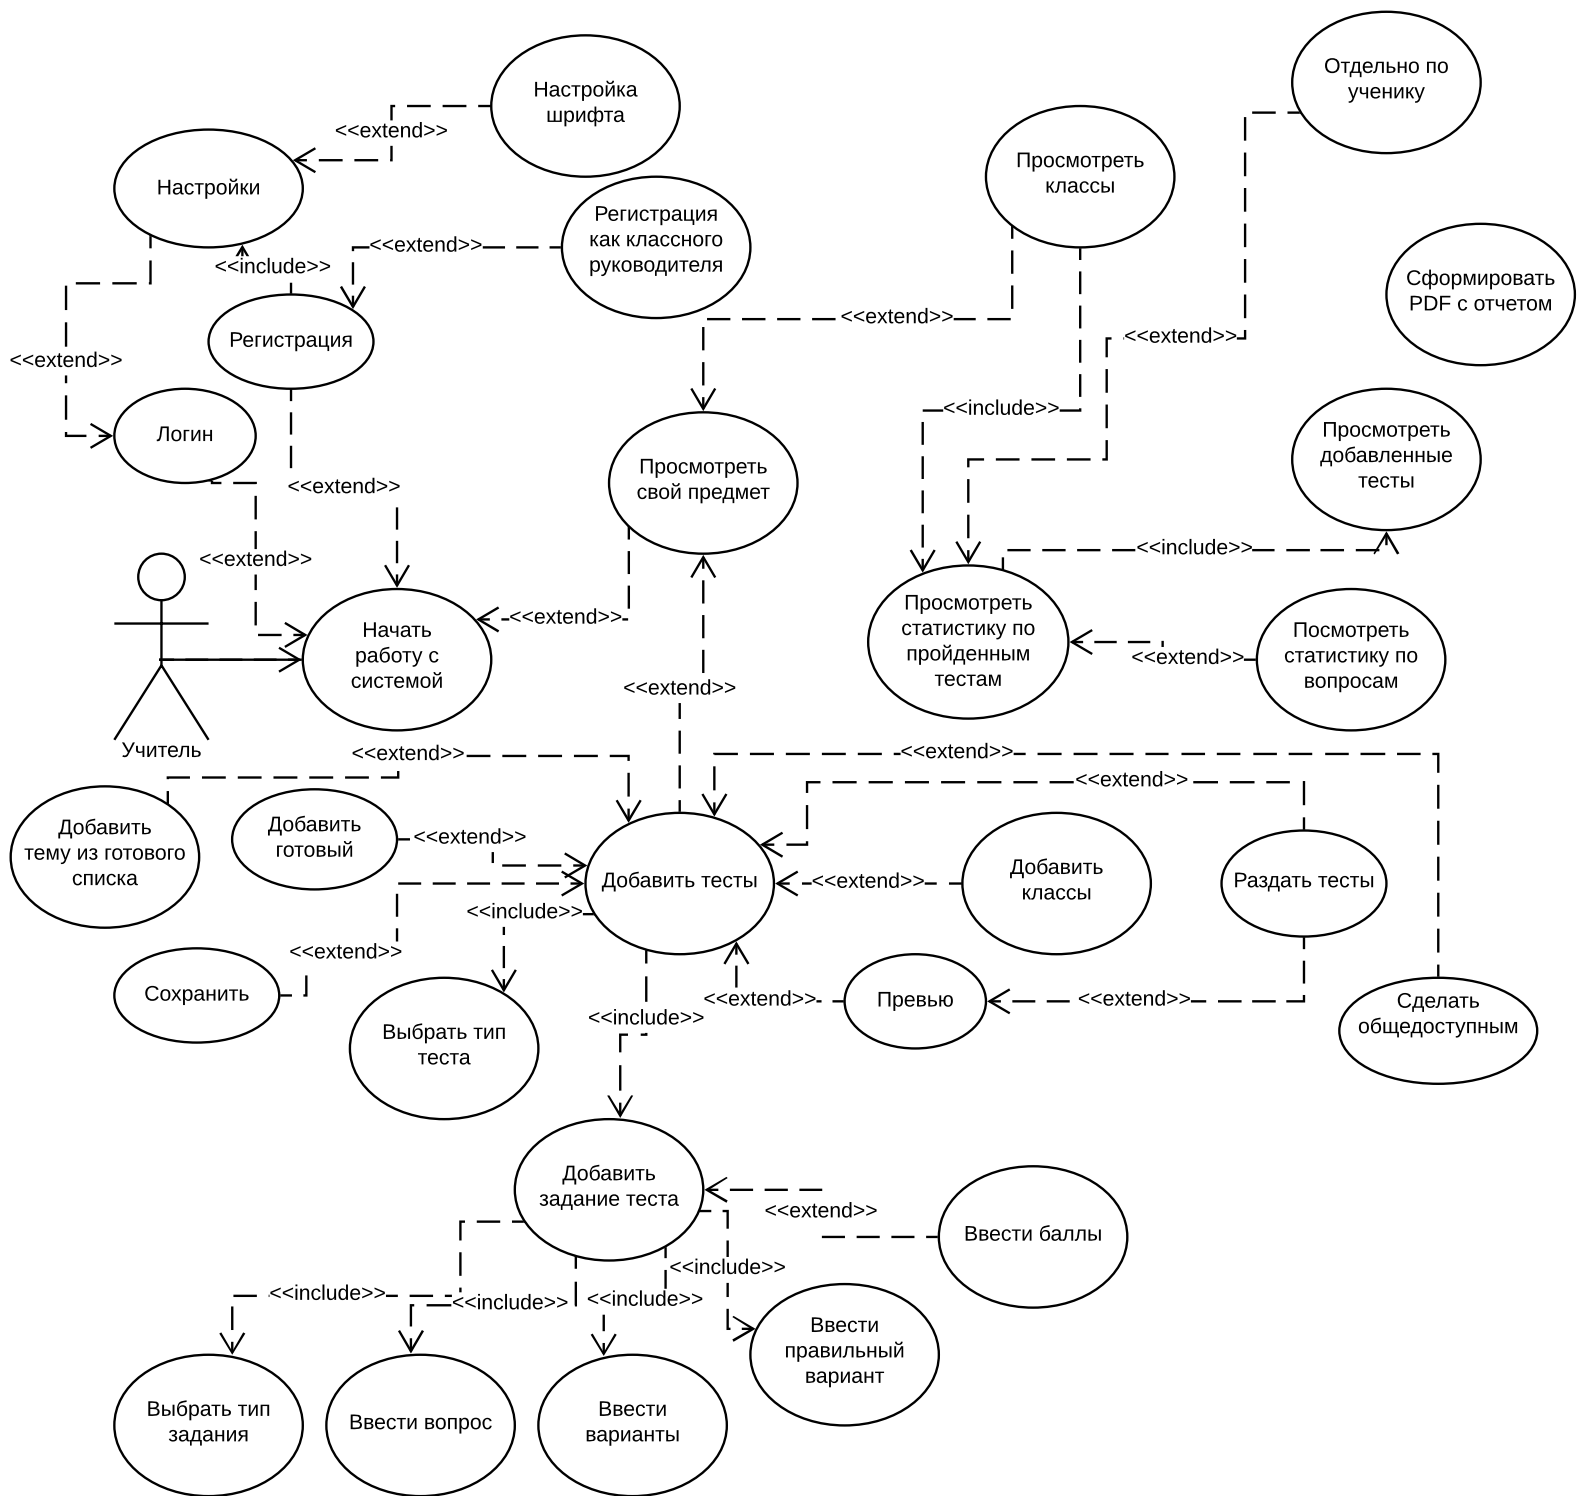 Отдельно по
ученику
Настройка
шрифта
<<extend>>
Просмотреть
классы
Настройки
Регистрация
как классного
руководителя
<<extend>>
<<include>>
Сформировать
PDF с отчетом
<<extend>>
<<extend>>
Регистрация
<<extend>>
<<include>>
Логин
Просмотреть
добавленные
тесты
Просмотреть
свой предмет
<<extend>>
<<include>>
<<extend>>
Просмотреть
статистику по
пройденным
тестам
<<extend>>
Начать
работу с
системой
Посмотреть
статистику по
вопросам
<<extend>>
<<extend>>
Учитель
<<extend>>
<<extend>>
<<extend>>
Добавить
тему из готового
списка
Добавить
готовый
<<extend>>
Добавить тесты
<<extend>>
Добавить
классы
Раздать тесты
<<include>>
<<extend>>
Сохранить
Превью
<<extend>>
<<extend>>
Сделать
общедоступным
<<include>>
Выбрать тип
теста
Добавить
задание теста
<<extend>>
Ввести баллы
<<include>>
<<include>>
<<include>>
<<include>>
Ввести
правильный
вариант
Выбрать тип
задания
Ввести вопрос
Ввести
варианты